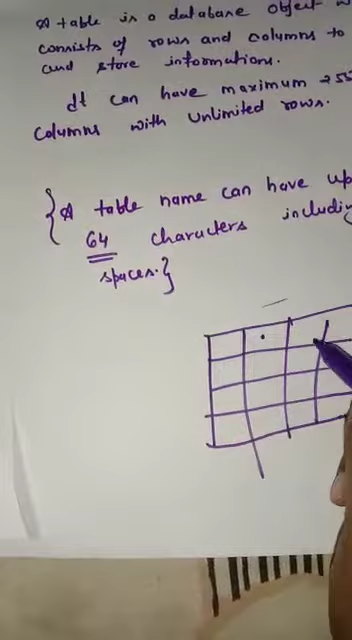 A table is a database object w
consists of rows and columns to
and store informations.
It can have maximum 255
columns with Unlimited rows.
{ A table name can have up
64 characters including
spaces. }